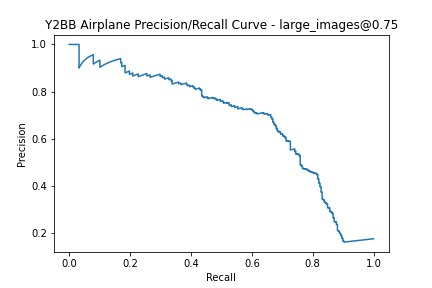 Y2BB Airplane Precision/Recall Curve - large_images@0.75
1.0
0.8
0.6
0.4
0.2
Precision
0.0 0.2 0.4 0.6 0.8 1.0
Recall